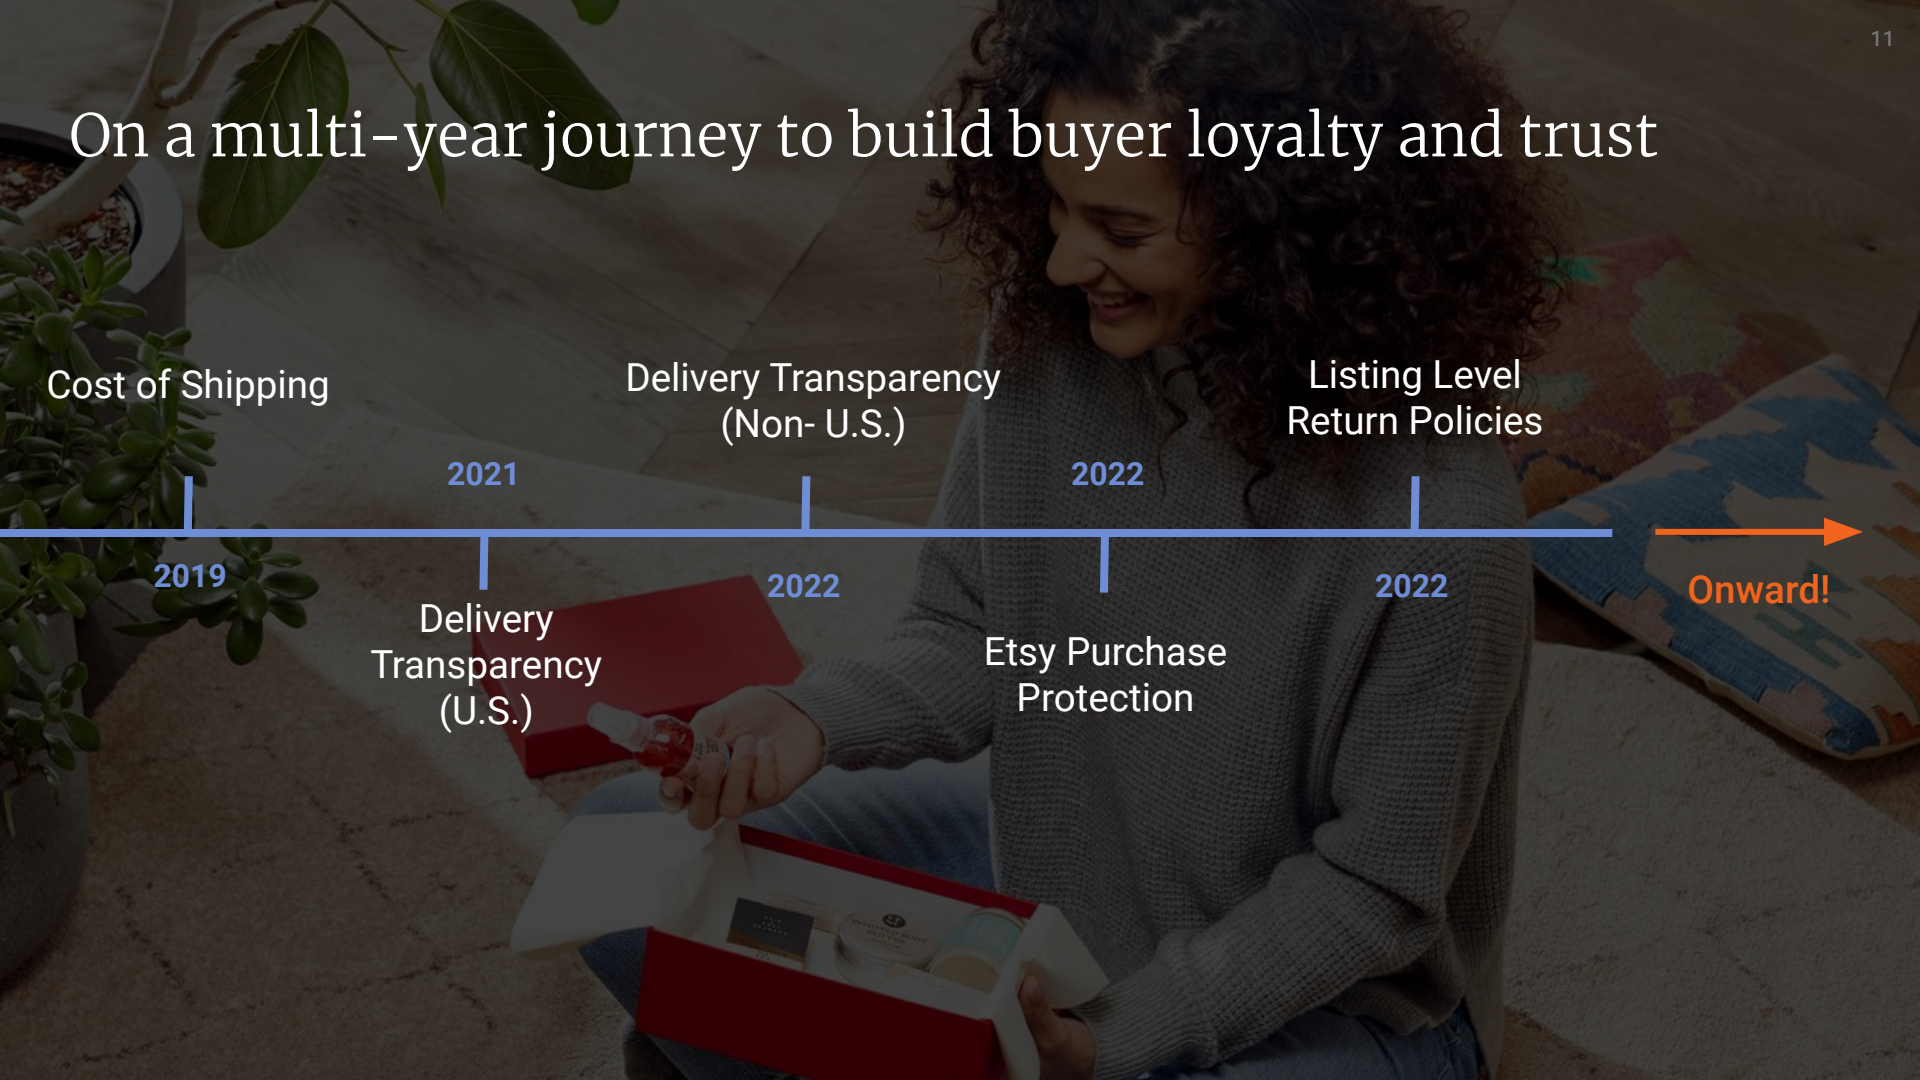 11
On a multi-year journey to build buyer loyalty and trust
Cost of Shipping
2019
2021
Delivery
Transparency
(U.S.)
Delivery Transparency
(Non- U.S.)
2022
2022
Etsy Purchase
Protection
Listing Level
Return Policies
2022
Onward!